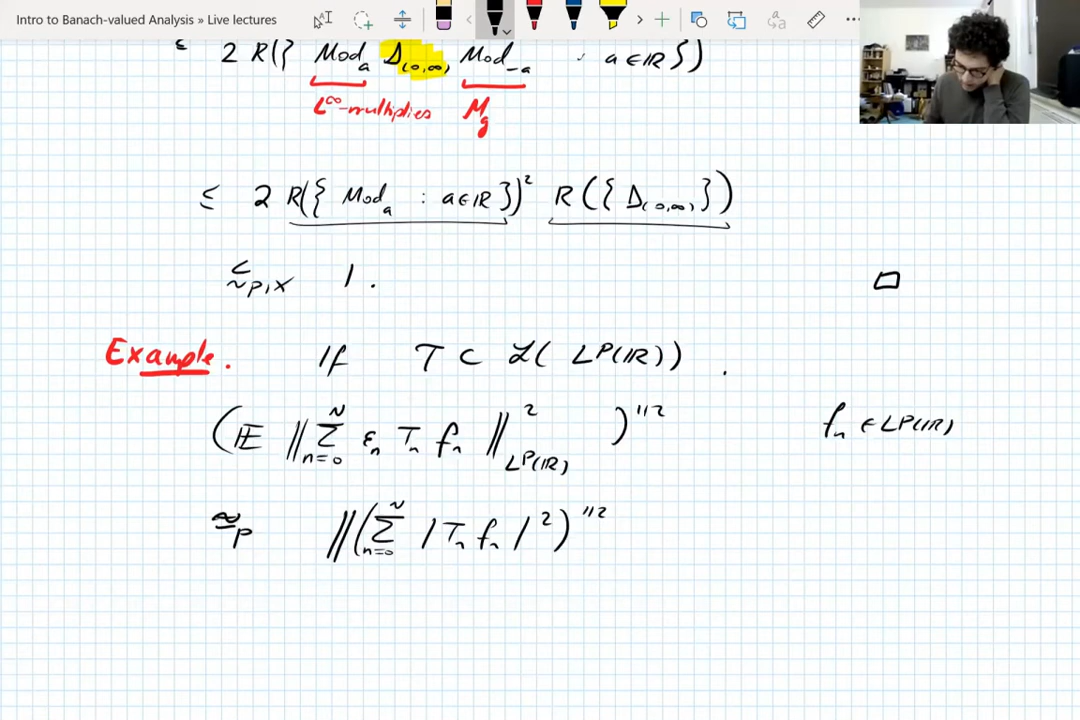 Intro to Banach-valued Analysis » Live lectures
≤ 2 R({ Mod_a Δ_(0,∞) Mod_-a : a∈ℝ })
L^∞-multiplies M_g
≤ 2 R({ Mod_a : a∈ℝ })² R({ Δ_(0,∞) })
≲_p,X 1. □
Example. If T ⊂ ℒ( L^p(ℝ) ) .
( 𝔼 ‖ Σ_{n=0}^N ε_n T_n f_n ‖²_{L^p(ℝ)} )^{1/2} f_n ∈ L^p(ℝ)
≂_p ‖ ( Σ_{n=0}^N | T_n f_n |² )^{1/2}